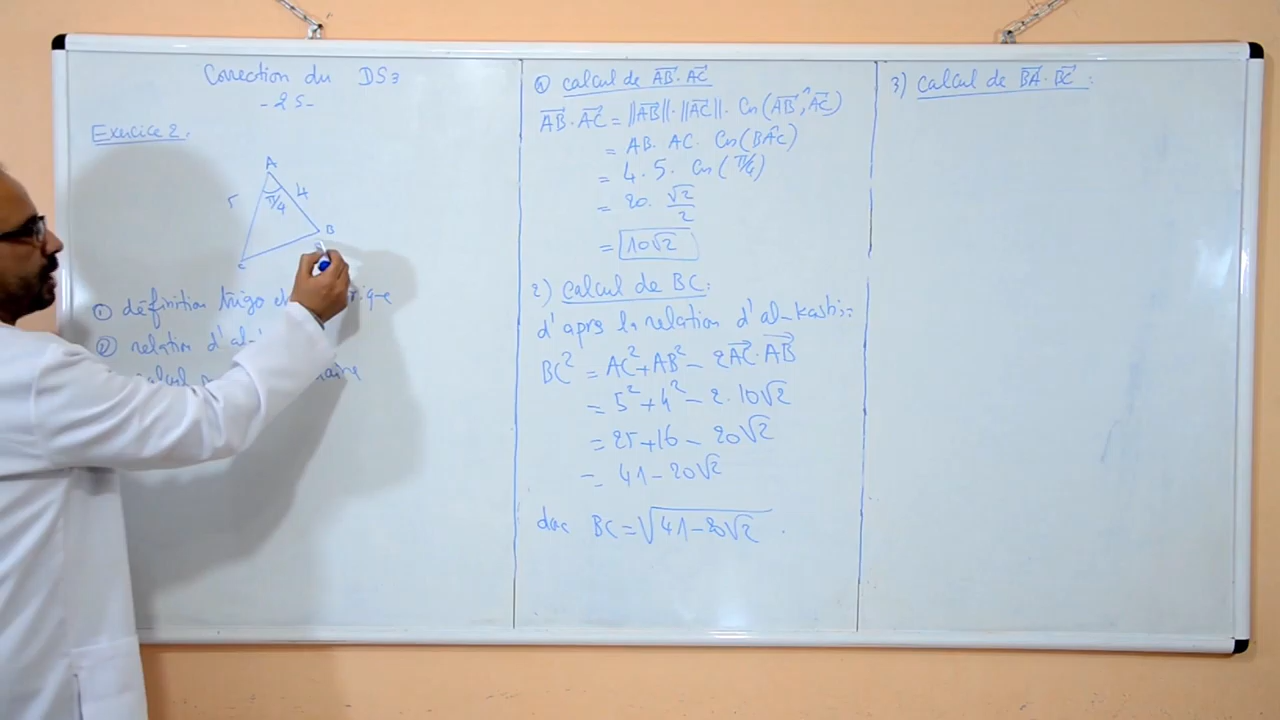 Correction du DS3
- 2S -
Exercice 2.
A
5
π/4
4
B
C
① définition trigo
② relation d'al-
① calcul de AB⃗ · AC⃗
AB⃗ · AC⃗ = ||AB⃗|| · ||AC⃗|| · Cos(AB⃗ ^, AC⃗)
= AB · AC · Cos(BÂC)
= 4 · 5 · Cos(π/4)
= 20 · √2/2
= 10√2
2) calcul de BC :
d'après la relation d'al-kashi :
BC² = AC² + AB² - 2AC⃗ · AB⃗
= 5² + 4² - 2 · 10√2
= 25 + 16 - 20√2
= 41 - 20√2
donc BC = √(41 - 20√2) .
3) calcul de BA⃗ · BC⃗ :